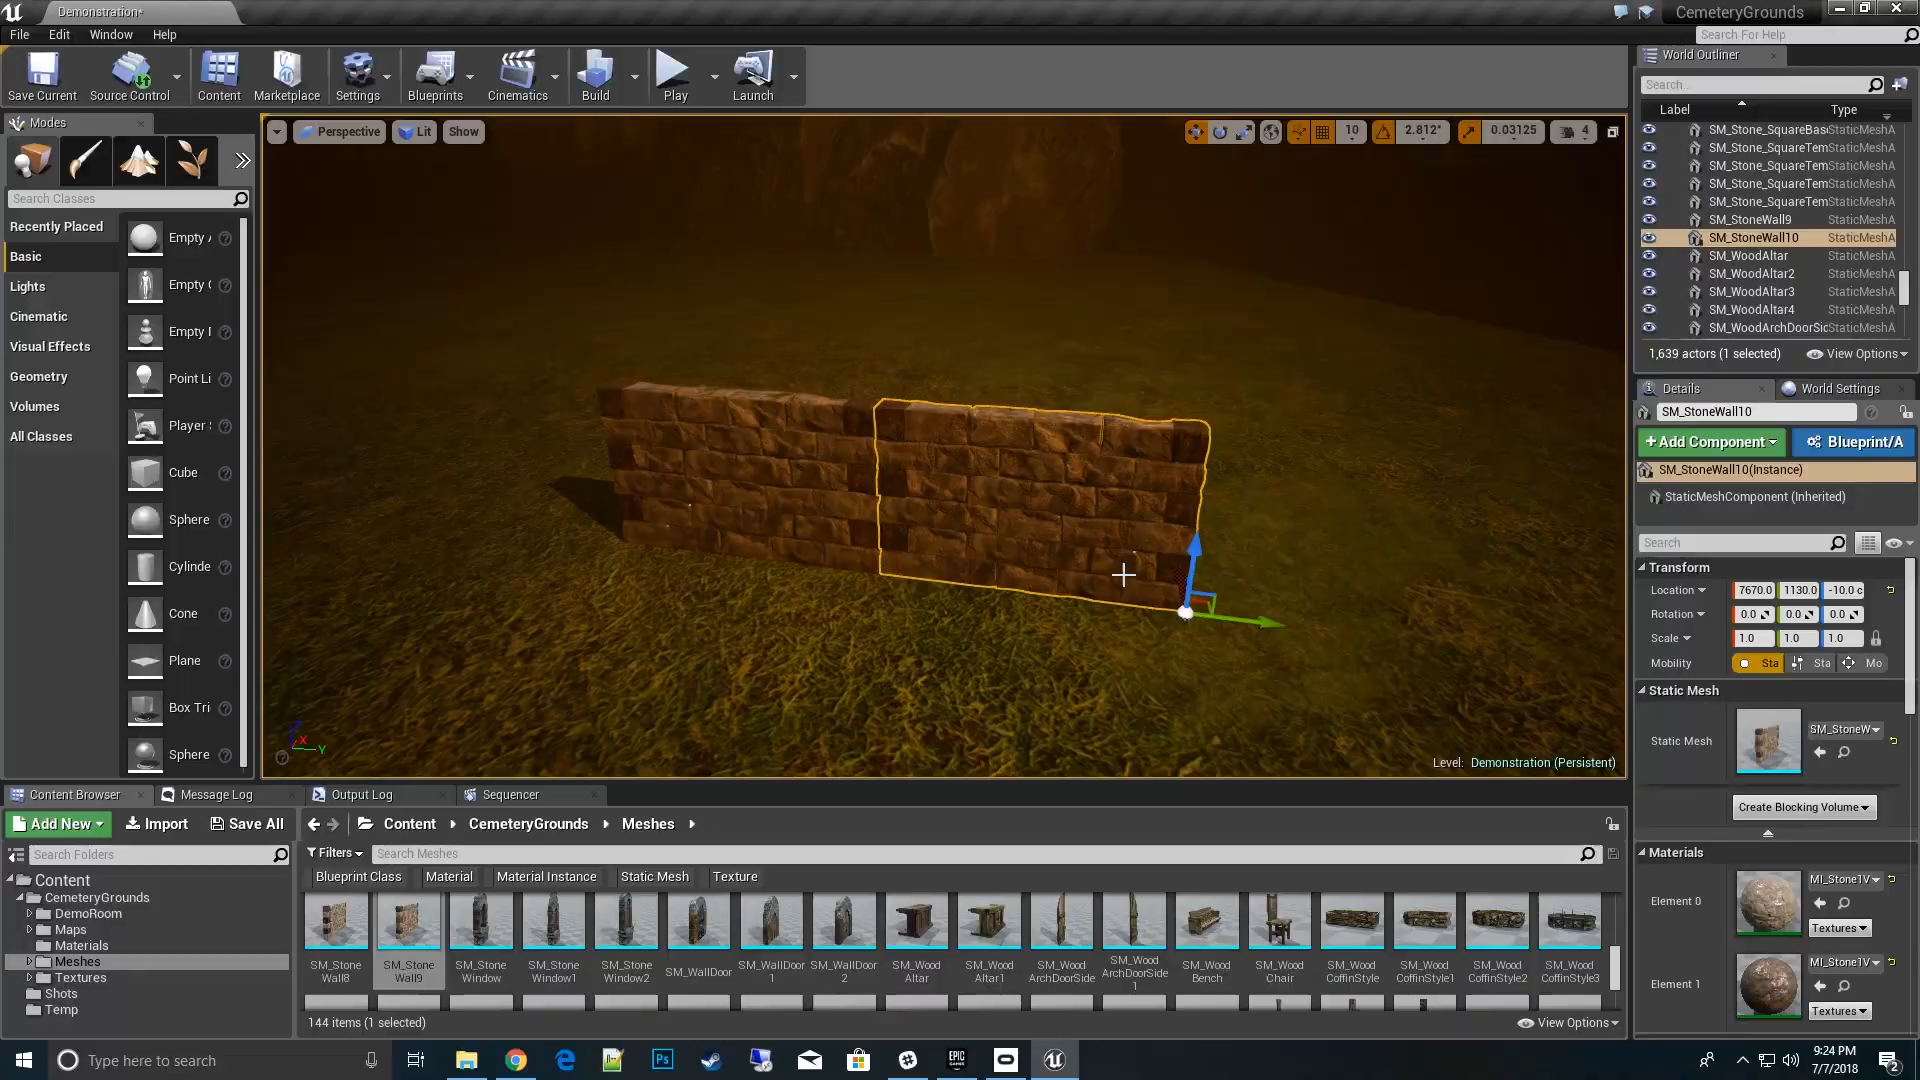 Demonstration*
CemeteryGrounds
File Edit Window Help
Search For Help
Save Current
Source Control
Content
Marketplace
Settings
Blueprints
Cinematics
Build
Play
Launch
Modes
Search Classes
Recently Placed
Basic
Lights
Cinematic
Visual Effects
Geometry
Volumes
All Classes
Empty
Empty
Empty
Point Li
Player
Cube
Sphere
Cylinde
Cone
Plane
Box Tri
Sphere
Perspective
Lit
Show
10
2.812°
0.03125
4
X
Y
Level: Demonstration (Persistent)
World Outliner
Search...
Label Type
SM_Stone_SquareBas StaticMeshA
SM_Stone_SquareTem StaticMeshA
SM_Stone_SquareTem StaticMeshA
SM_Stone_SquareTem StaticMeshA
SM_Stone_SquareTem StaticMeshA
SM_StoneWall9 StaticMeshA
SM_StoneWall10 StaticMeshA
SM_WoodAltar StaticMeshA
SM_WoodAltar2 StaticMeshA
SM_WoodAltar3 StaticMeshA
SM_WoodAltar4 StaticMeshA
SM_WoodArchDoorSid StaticMeshA
1,639 actors (1 selected)
View Options
Details
World Settings
SM_StoneWall10
+Add Component
Blueprint/A
SM_StoneWall10(Instance)
StaticMeshComponent (Inherited)
Search
Transform
Location 7670.0 1130.0 -10.0 c
Rotation 0.0 0.0 0.0
Scale 1.0 1.0 1.0
Mobility Sta Sta Mo
Static Mesh
Static Mesh
SM_StoneW
Create Blocking Volume
Materials
Element 0
MI_Stone1V
Textures
Element 1
MI_Stone1V
Textures
Content Browser
Message Log
Output Log
Sequencer
Add New
Import
Save All
Content
CemeteryGrounds
Meshes
Search Folders
Filters
Search Meshes
Blueprint Class
Material
Material Instance
Static Mesh
Texture
Content
CemeteryGrounds
DemoRoom
Maps
Materials
Meshes
Textures
Shots
Temp
SM_Stone
Wall8
SM_Stone
Wall9
SM_Stone
Window
SM_Stone
Window1
SM_Stone
Window2
SM_WallDoor
SM_WallDoor
1
SM_WallDoor
2
SM_Wood
Altar
SM_Wood
Altar1
SM_Wood
ArchDoorSide
SM_Wood
ArchDoorSide
1
SM_Wood
Bench
SM_Wood
Chair
SM_Wood
CoffinStyle
SM_Wood
CoffinStyle1
SM_Wood
CoffinStyle2
SM_Wood
CoffinStyle3
144 items (1 selected)
View Options
Type here to search
Ps
EPIC
GAMES
9:24 PM
7/7/2018
2